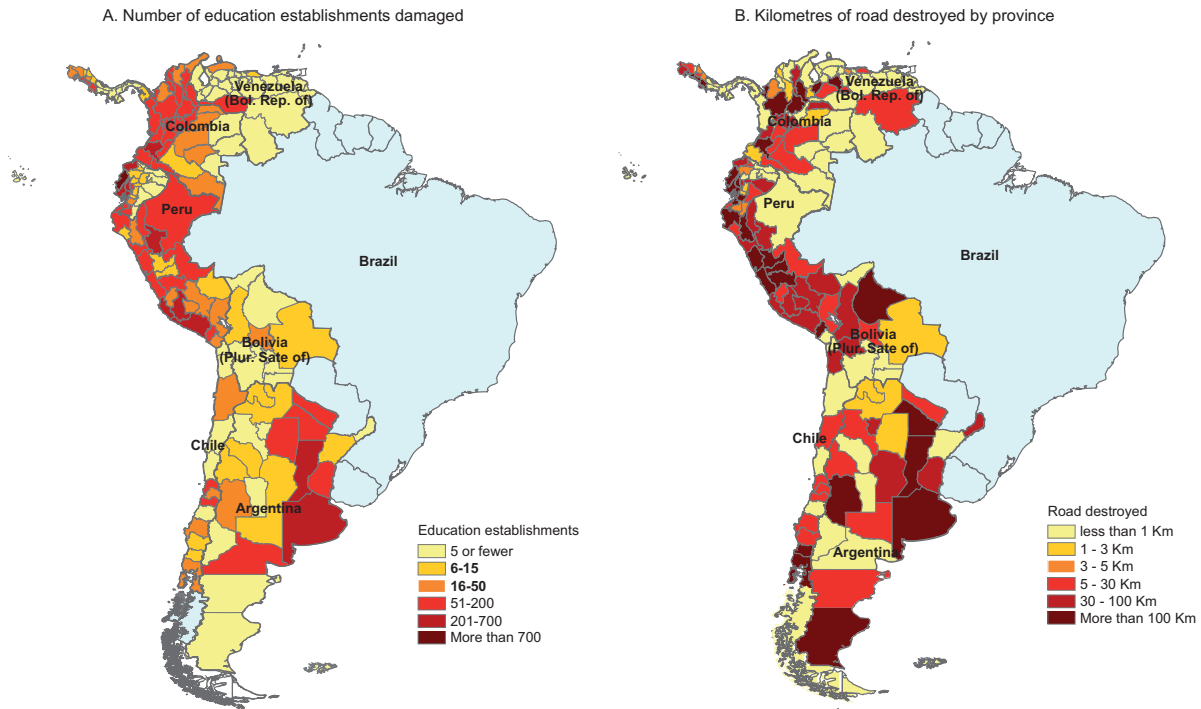 A. Number of education establishments damaged
Venezuela
(Bol. Rep. of)
Colombia
Peru
Brazil
Bolivia
(Plur. Sate of)
Chile
Argentina
Education establishments
5 or fewer
6-15
16-50
51-200
201-700
More than 700
B. Kilometres of road destroyed by province
Venezuela
(Bol. Rep. of)
Colombia
Peru
Brazil
Bolivia
(Plur. Sate of)
Chile
Argentina
Road destroyed
less than 1 Km
1 - 3 Km
3 - 5 Km
5 - 30 Km
30 - 100 Km
More than 100 Km